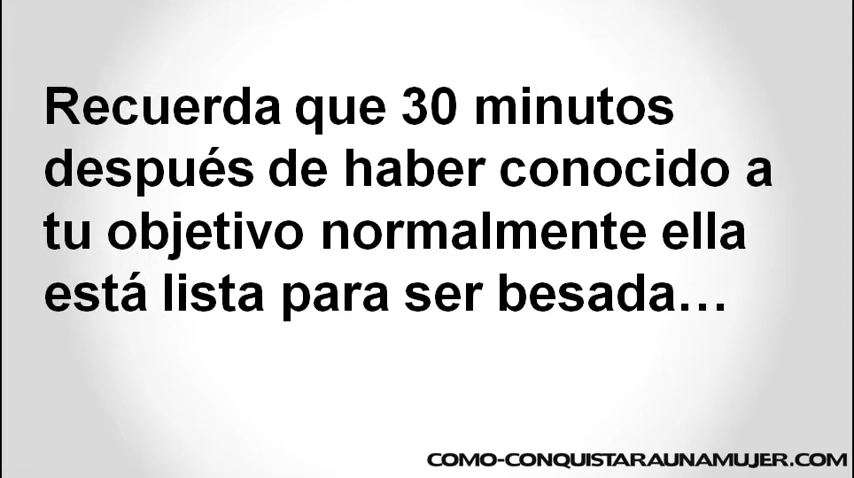 Recuerda que 30 minutos
después de haber conocido a
tu objetivo normalmente ella
está lista para ser besada…
COMO-CONQUISTARAUNAMUJER.COM